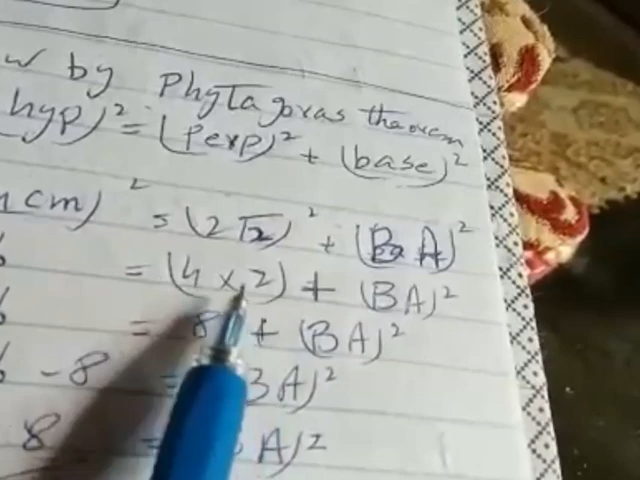 w by Phytagoras theorem
hyp)² = (Perp)² + (base)²
cm)² = (2√2)² + (BA)²
= (4 × 2) + (BA)²
= 8 + (BA)²
- 8 = BA)²
8 = A)²